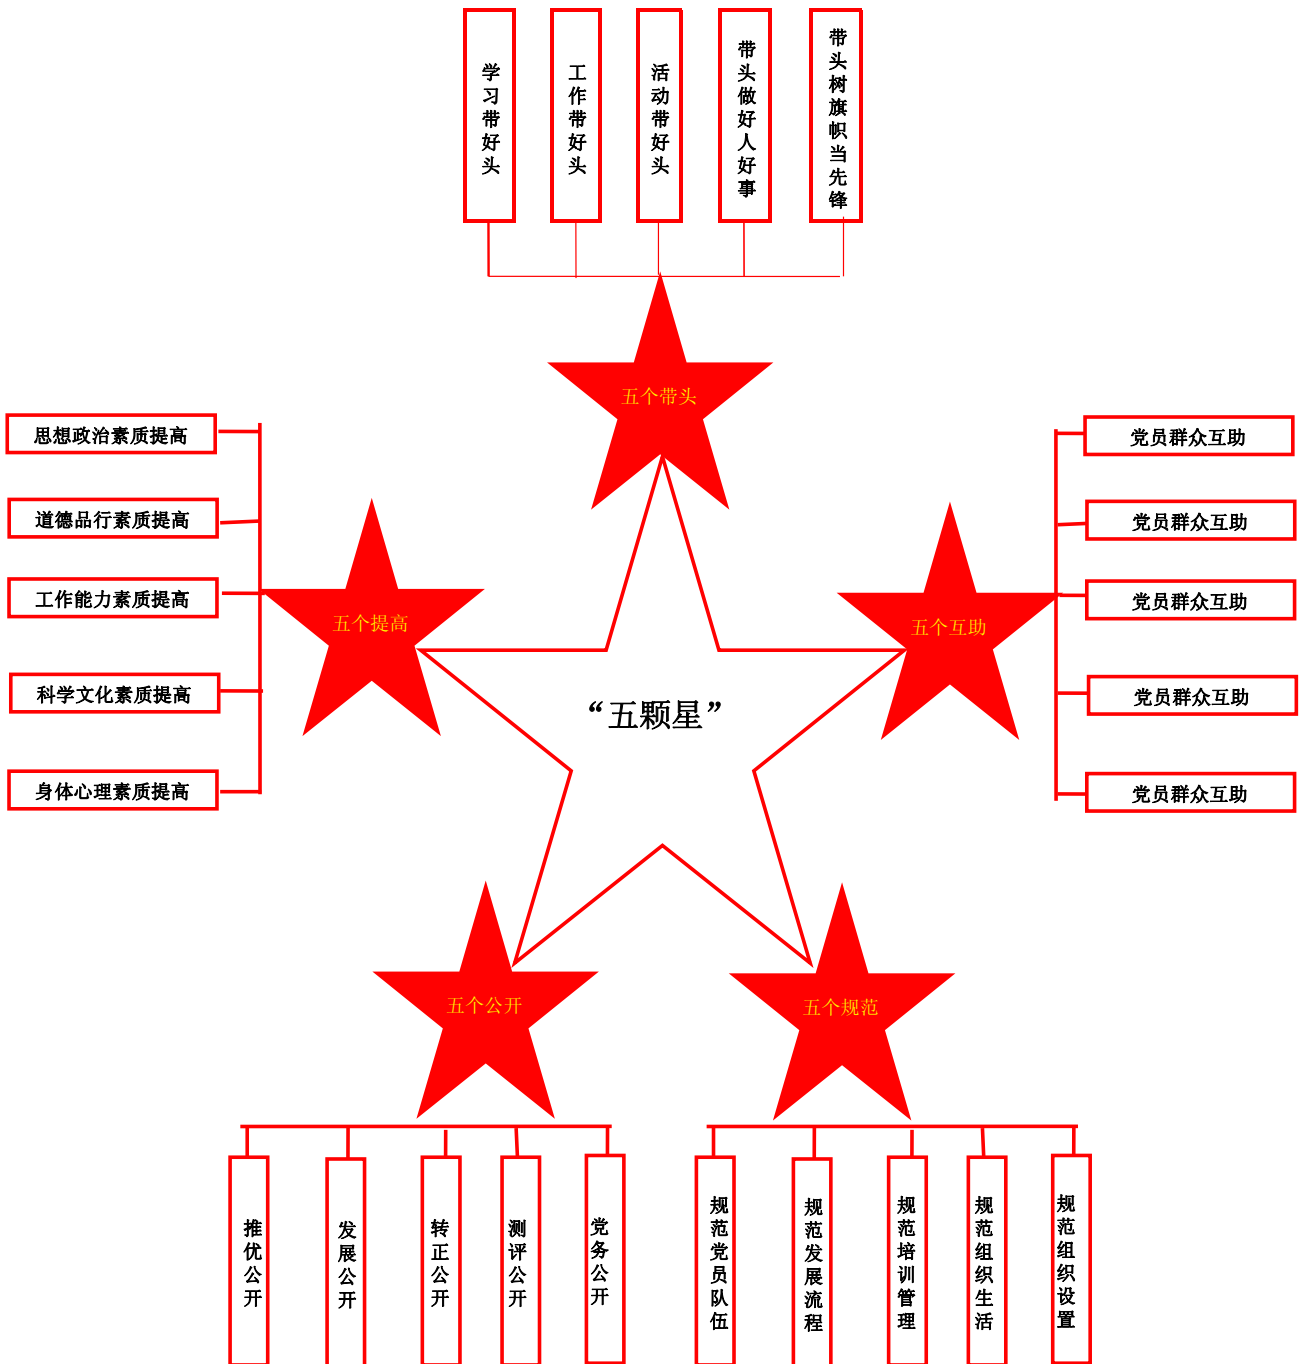 学习带好头
工作带好头
活动带好头
带头做好人好事
带头树旗帜当先锋
五个带头
思想政治素质提高
道德品行素质提高
工作能力素质提高
科学文化素质提高
身体心理素质提高
五个提高
党员群众互助
党员群众互助
党员群众互助
党员群众互助
党员群众互助
五个互助
“五颗星”
五个公开
五个规范
推优公开
发展公开
转正公开
测评公开
党务公开
规范党员队伍
规范发展流程
规范培训管理
规范组织生活
规范组织设置